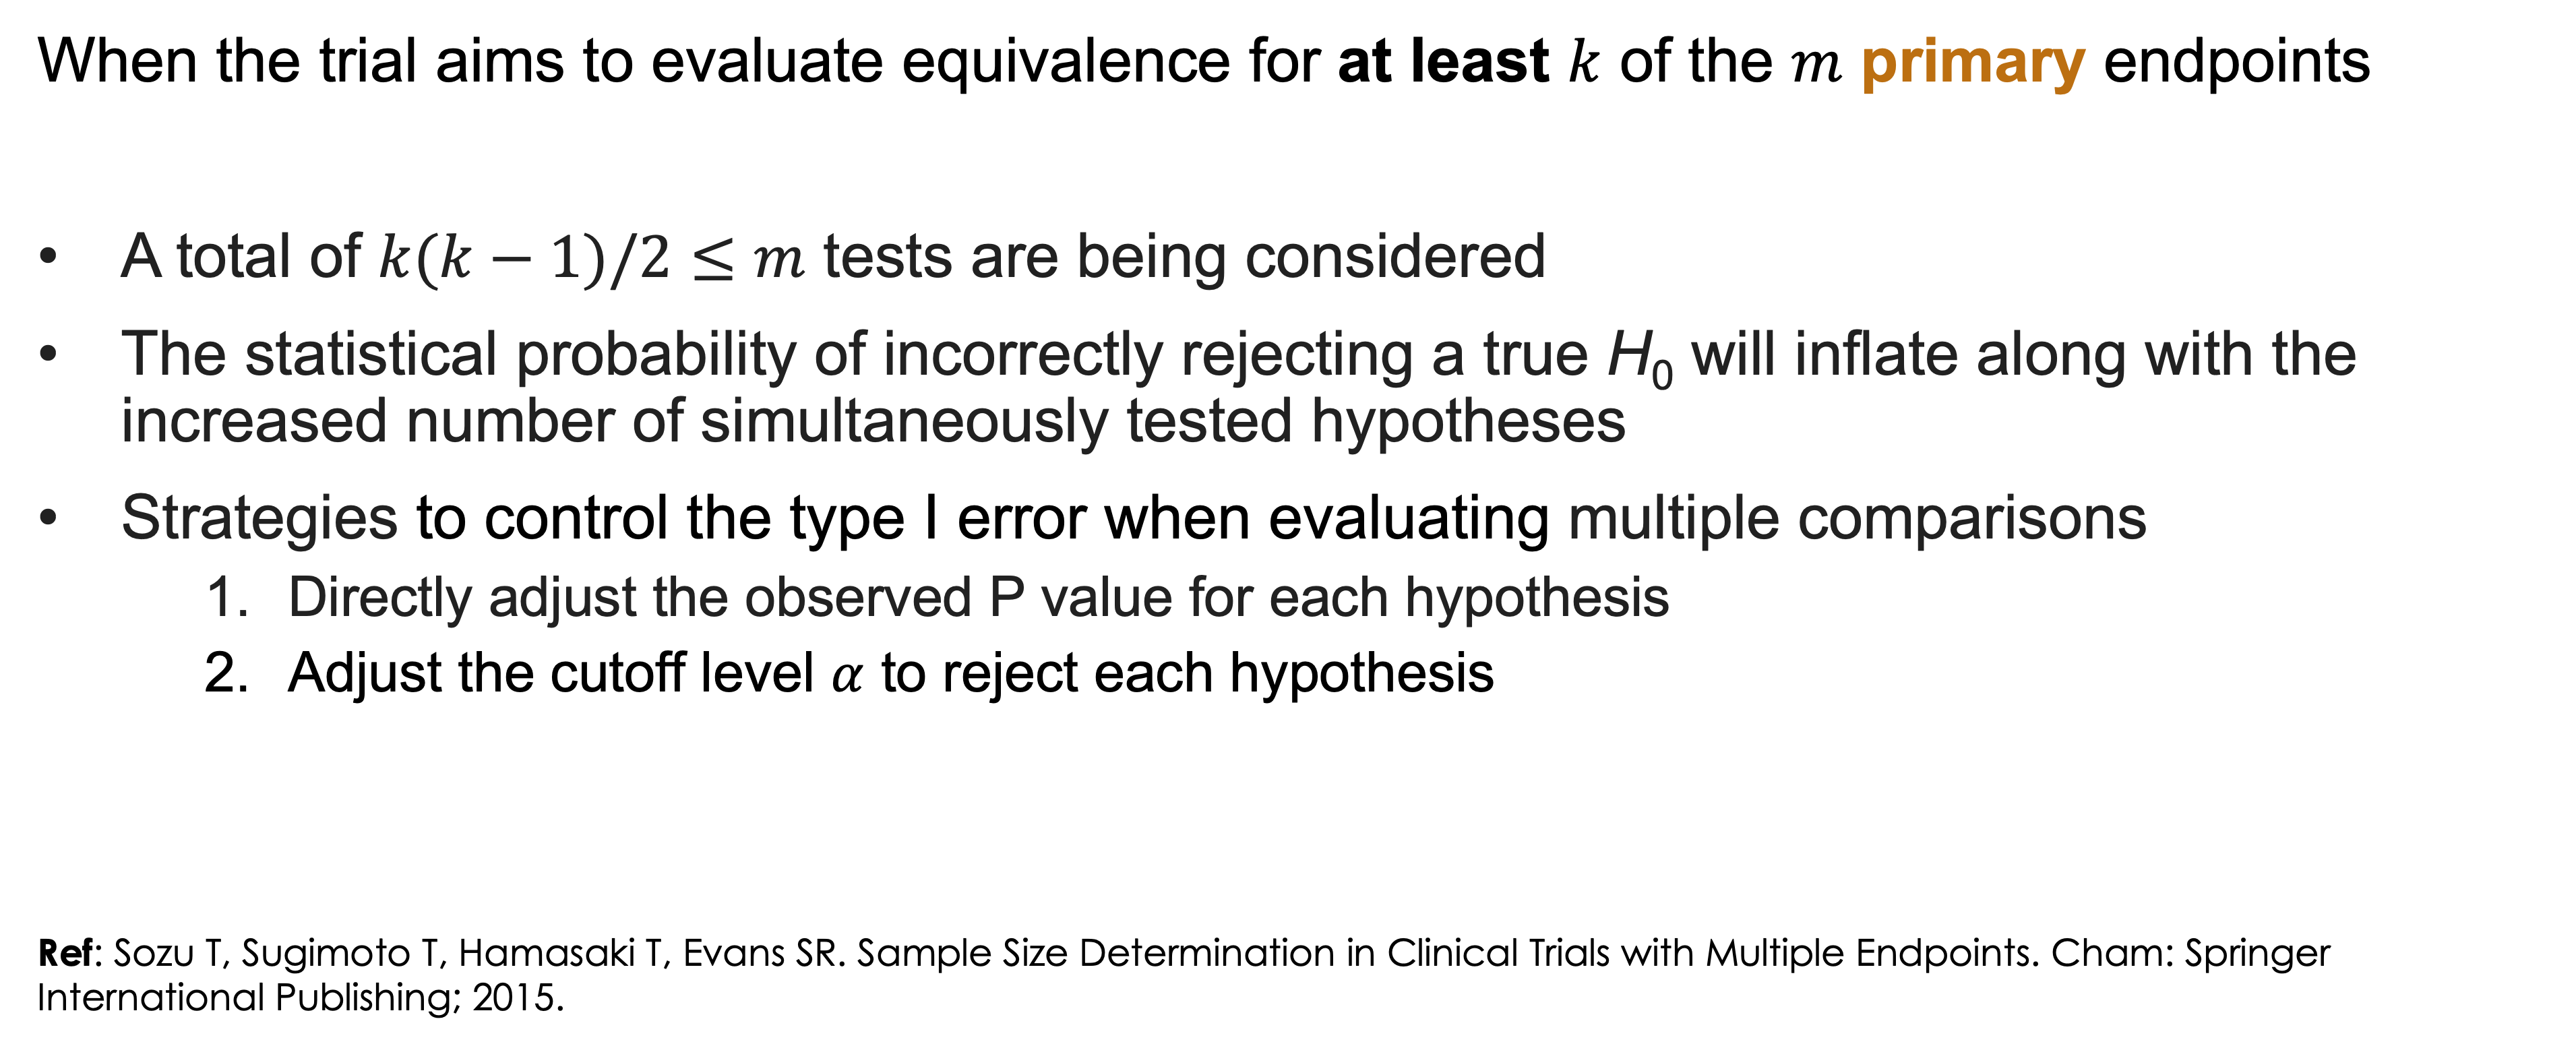 When the trial aims to evaluate equivalence for at least k of the m primary endpoints
• A total of k(k − 1)/2 ≤ m tests are being considered
• The statistical probability of incorrectly rejecting a true H₀ will inflate along with the
increased number of simultaneously tested hypotheses
• Strategies to control the type I error when evaluating multiple comparisons
1. Directly adjust the observed P value for each hypothesis
2. Adjust the cutoff level α to reject each hypothesis
Ref: Sozu T, Sugimoto T, Hamasaki T, Evans SR. Sample Size Determination in Clinical Trials with Multiple Endpoints. Cham: Springer
International Publishing; 2015.